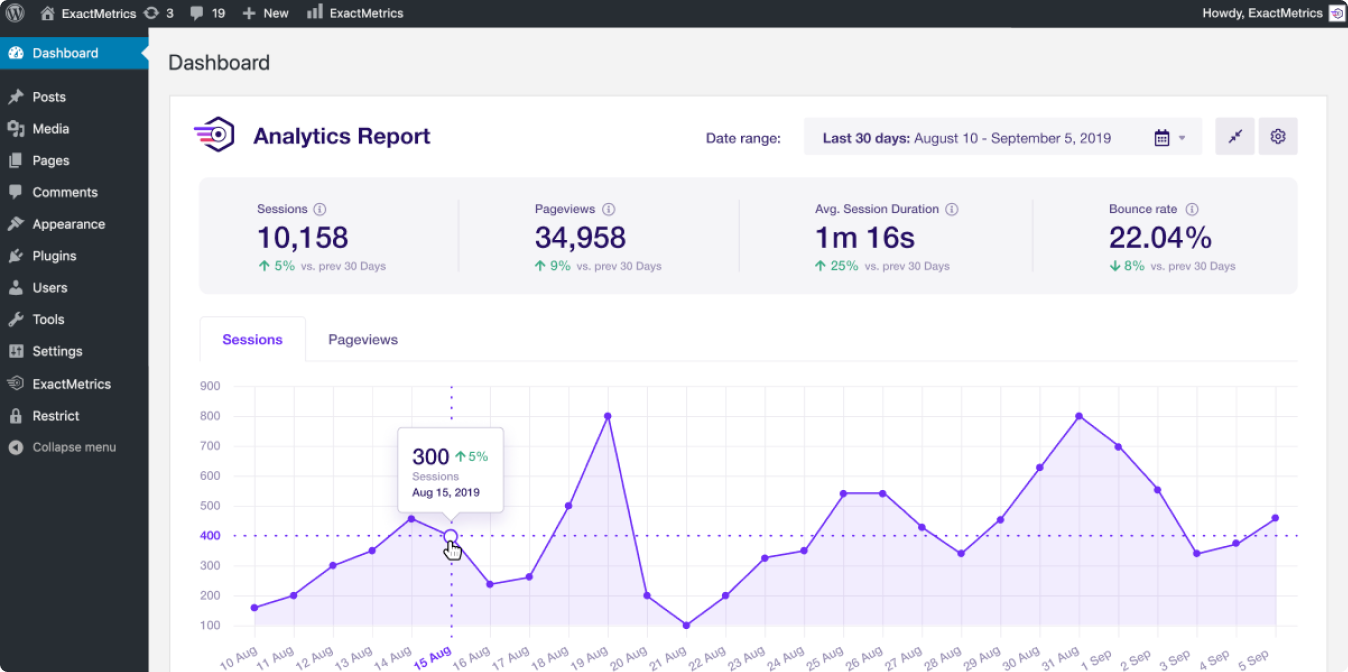 ExactMetrics 3 19 New ExactMetrics Howdy, ExactMetrics
Dashboard
Posts
Media
Pages
Comments
Appearance
Plugins
Users
Tools
Settings
ExactMetrics
Restrict
Collapse menu
Dashboard
Analytics Report
Date range: Last 30 days: August 10 - September 5, 2019
Sessions Pageviews Avg. Session Duration Bounce rate
10,158 34,958 1m 16s 22.04%
5% vs. prev 30 Days 9% vs. prev 30 Days 25% vs. prev 30 Days 8% vs. prev 30 Days
Sessions Pageviews
900
800
700
600
500
400
300
200
100
300 5%
Sessions
Aug 15, 2019
10 Aug 11 Aug 12 Aug 13 Aug 14 Aug 15 Aug 16 Aug 17 Aug 18 Aug 19 Aug 20 Aug 21 Aug 22 Aug 23 Aug 24 Aug 25 Aug 26 Aug 27 Aug 28 Aug 29 Aug 30 Aug 31 Aug 1 Sep 2 Sep 3 Sep 4 Sep 5 Sep